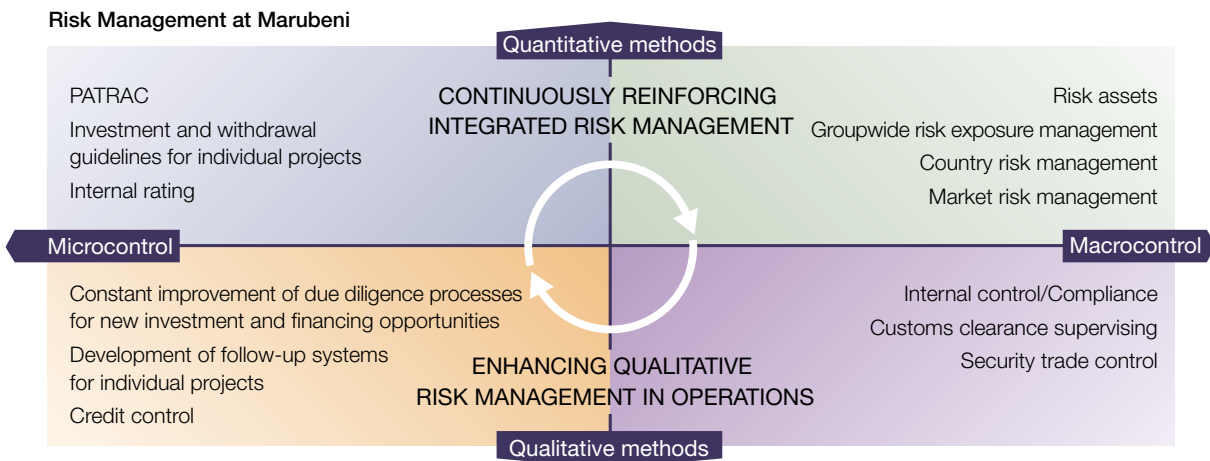 Risk Management at Marubeni
Quantitative methods
CONTINUOUSLY REINFORCING
INTEGRATED RISK MANAGEMENT
PATRAC
Investment and withdrawal
guidelines for individual projects
Internal rating
Risk assets
Groupwide risk exposure management
Country risk management
Market risk management
Microcontrol
Macrocontrol
Constant improvement of due diligence processes
for new investment and financing opportunities
Development of follow-up systems
for individual projects
Credit control
Internal control/Compliance
Customs clearance supervising
Security trade control
ENHANCING QUALITATIVE
RISK MANAGEMENT IN OPERATIONS
Qualitative methods